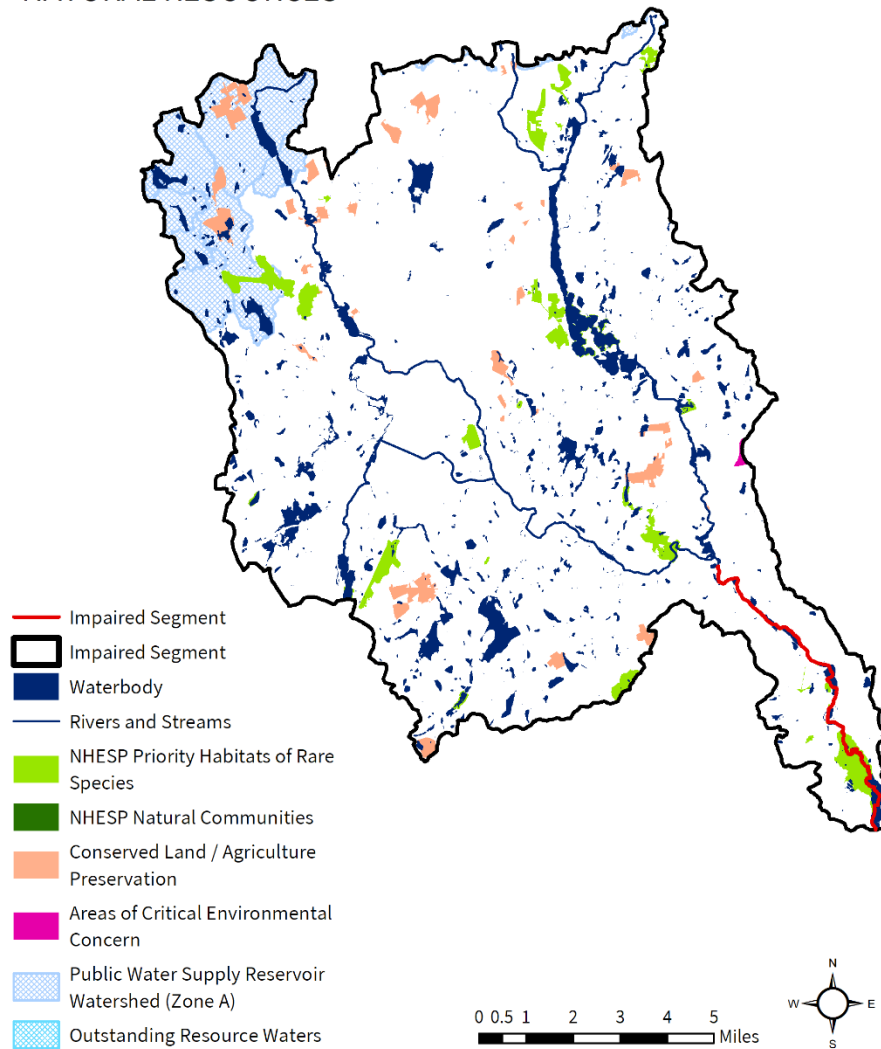 NATURAL RESOURCES
Impaired Segment
Impaired Segment
Waterbody
Rivers and Streams
NHESP Priority Habitats of Rare
Species
NHESP Natural Communities
Conserved Land / Agriculture
Preservation
Areas of Critical Environmental
Concern
Public Water Supply Reservoir
Watershed (Zone A)
Outstanding Resource Waters
0 0.5 1 2 3 4 5
Miles
N
W E
S